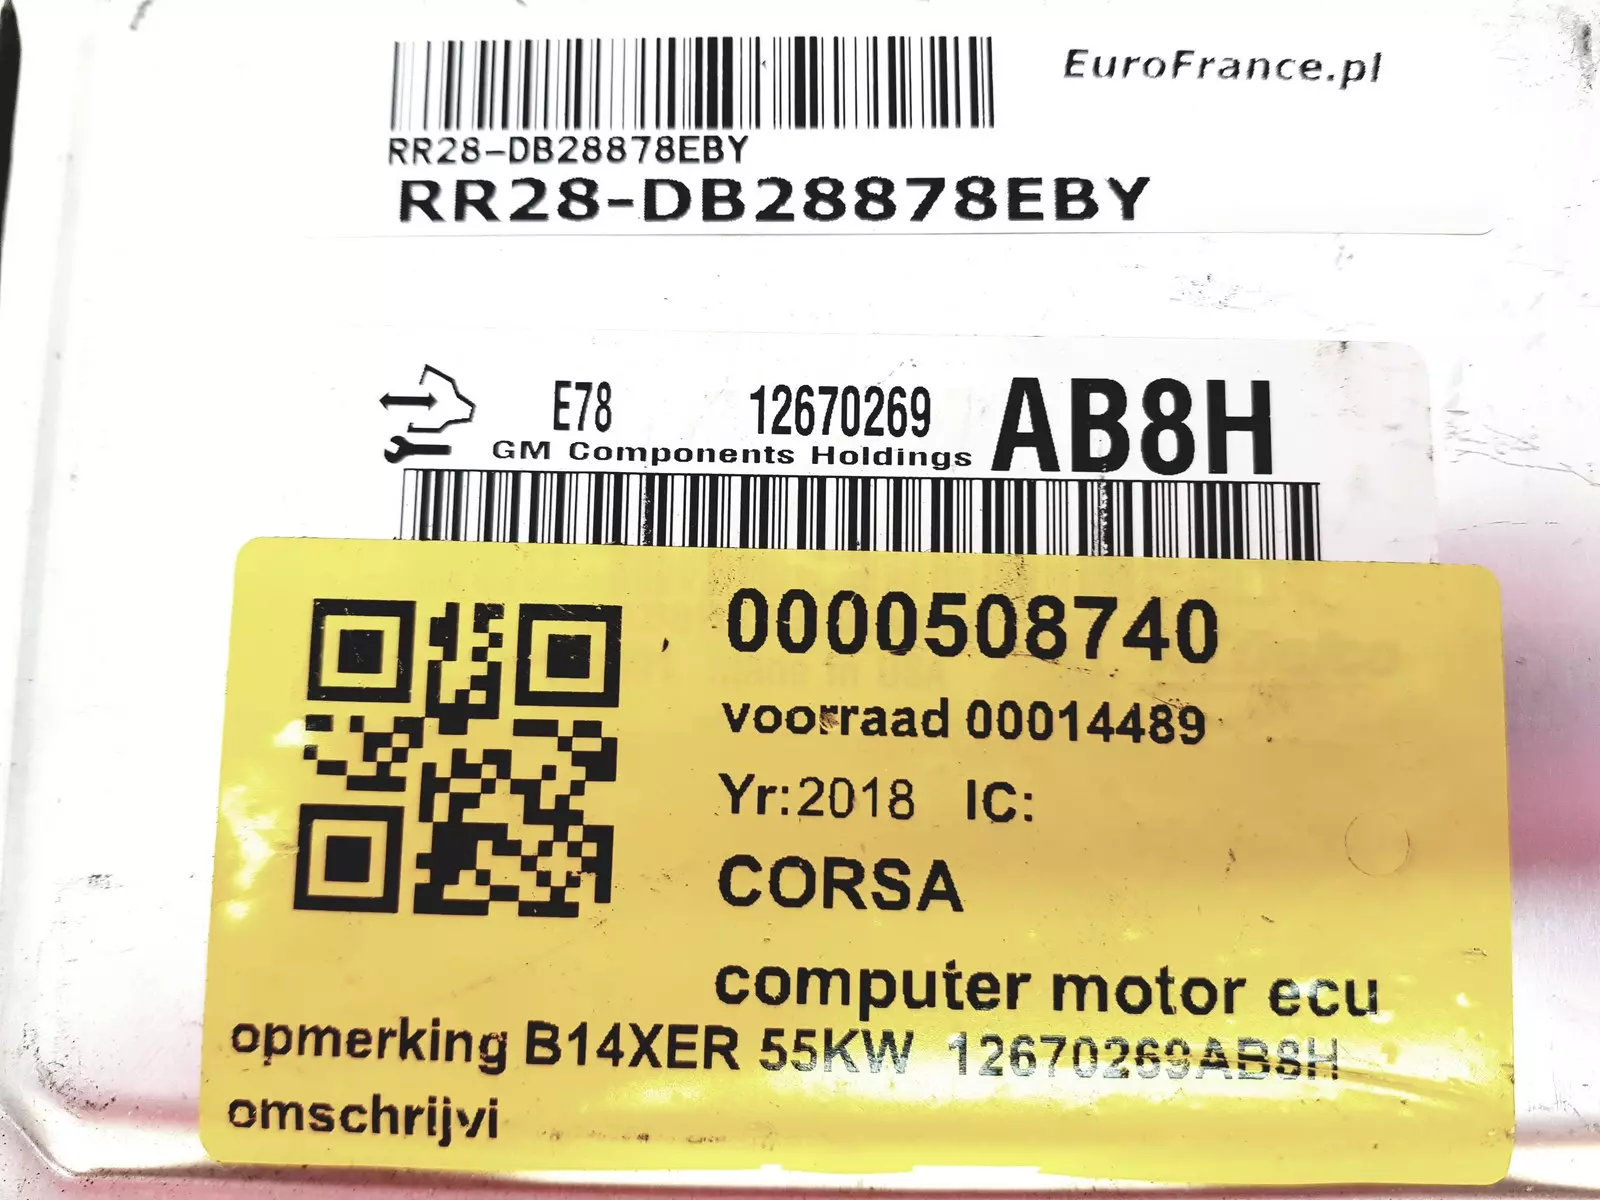 EuroFrance.pl
RR28-DB28878EBY
RR28-DB28878EBY
E78 12670269 AB8H
GM Components Holdings
0000508740
voorraad 00014489
Yr:2018 IC:
CORSA
computer motor ecu
opmerking B14XER 55KW 12670269AB8H
omschrijvi